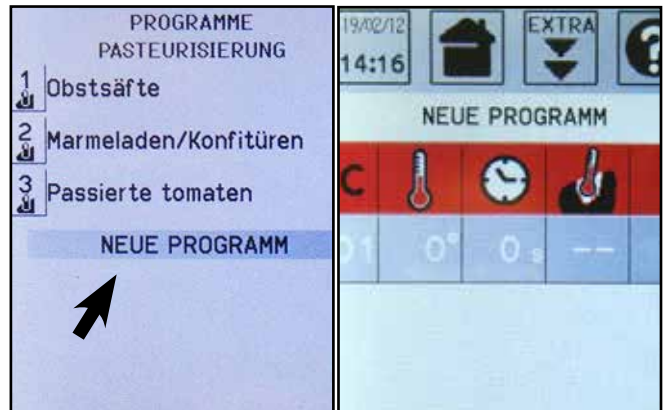 PROGRAMME
PASTEURISIERUNG
1 Obstsäfte
2 Marmeladen/Konfitüren
3 Passierte tomaten
NEUE PROGRAMM
19/02/12
14:16
EXTRA
?
NEUE PROGRAMM
C
01 0° 0 s --